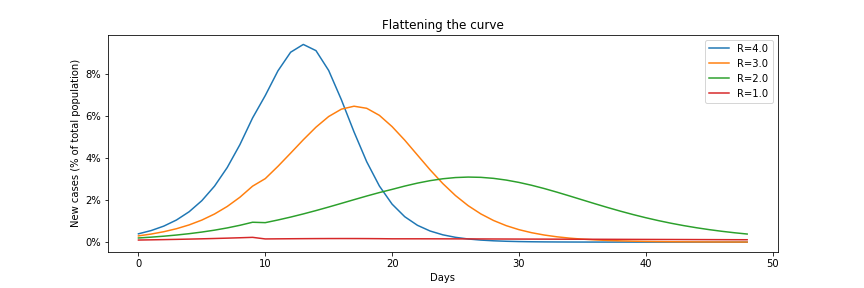 Flattening the curve
R=4.0
R=3.0
R=2.0
R=1.0
New cases (% of total population)
8%
6%
4%
2%
0%
0
10
20
30
40
50
Days